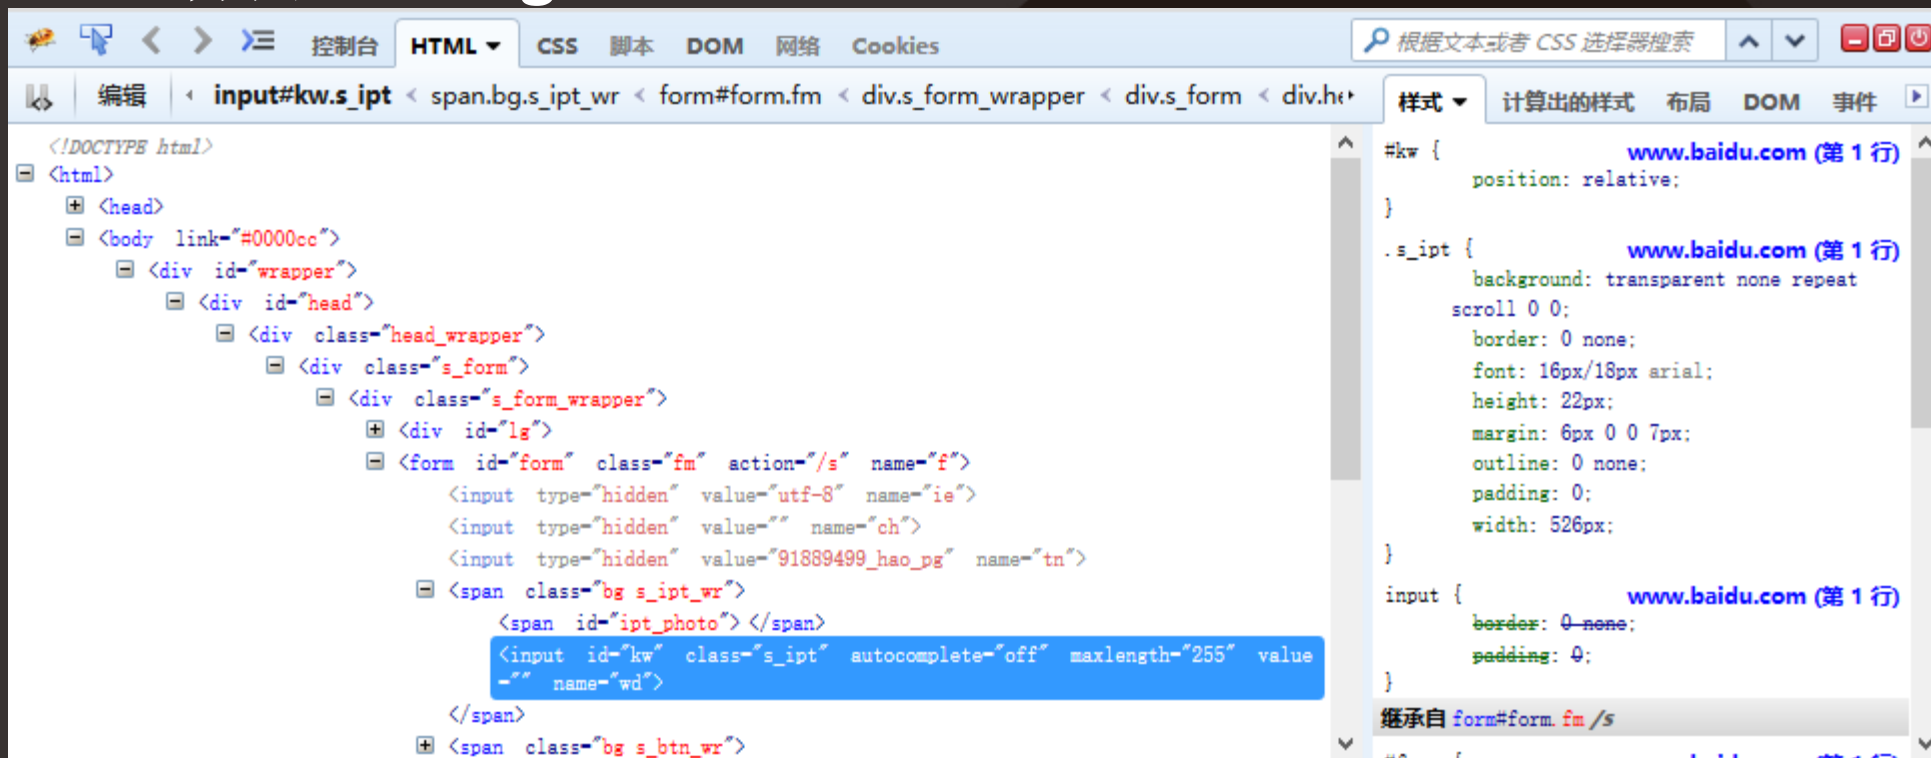 控制台 HTML CSS 脚本 DOM 网络 Cookies 根据文本或者 CSS 选择器搜索
编辑 input#kw.s_ipt < span.bg.s_ipt_wr < form#form.fm < div.s_form_wrapper < div.s_form < div.he
样式 计算出的样式 布局 DOM 事件
<!DOCTYPE html>
<html>
<head>
<body link="#0000cc">
<div id="wrapper">
<div id="head">
<div class="head_wrapper">
<div class="s_form">
<div class="s_form_wrapper">
<div id="lg">
<form id="form" class="fm" action="/s" name="f">
<input type="hidden" value="utf-8" name="ie">
<input type="hidden" value="" name="ch">
<input type="hidden" value="91889499_hao_pg" name="tn">
<span class="bg s_ipt_wr">
<span id="ipt_photo"> </span>
<input id="kw" class="s_ipt" autocomplete="off" maxlength="255" value
="" name="wd">
</span>
<span class="bg s_btn_wr">
#kw { www.baidu.com (第 1 行)
position: relative;
}
.s_ipt { www.baidu.com (第 1 行)
background: transparent none repeat
scroll 0 0;
border: 0 none;
font: 16px/18px arial;
height: 22px;
margin: 6px 0 0 7px;
outline: 0 none;
padding: 0;
width: 526px;
}
input { www.baidu.com (第 1 行)
border: 0 none;
padding: 0;
}
继承自 form#form.fm /s